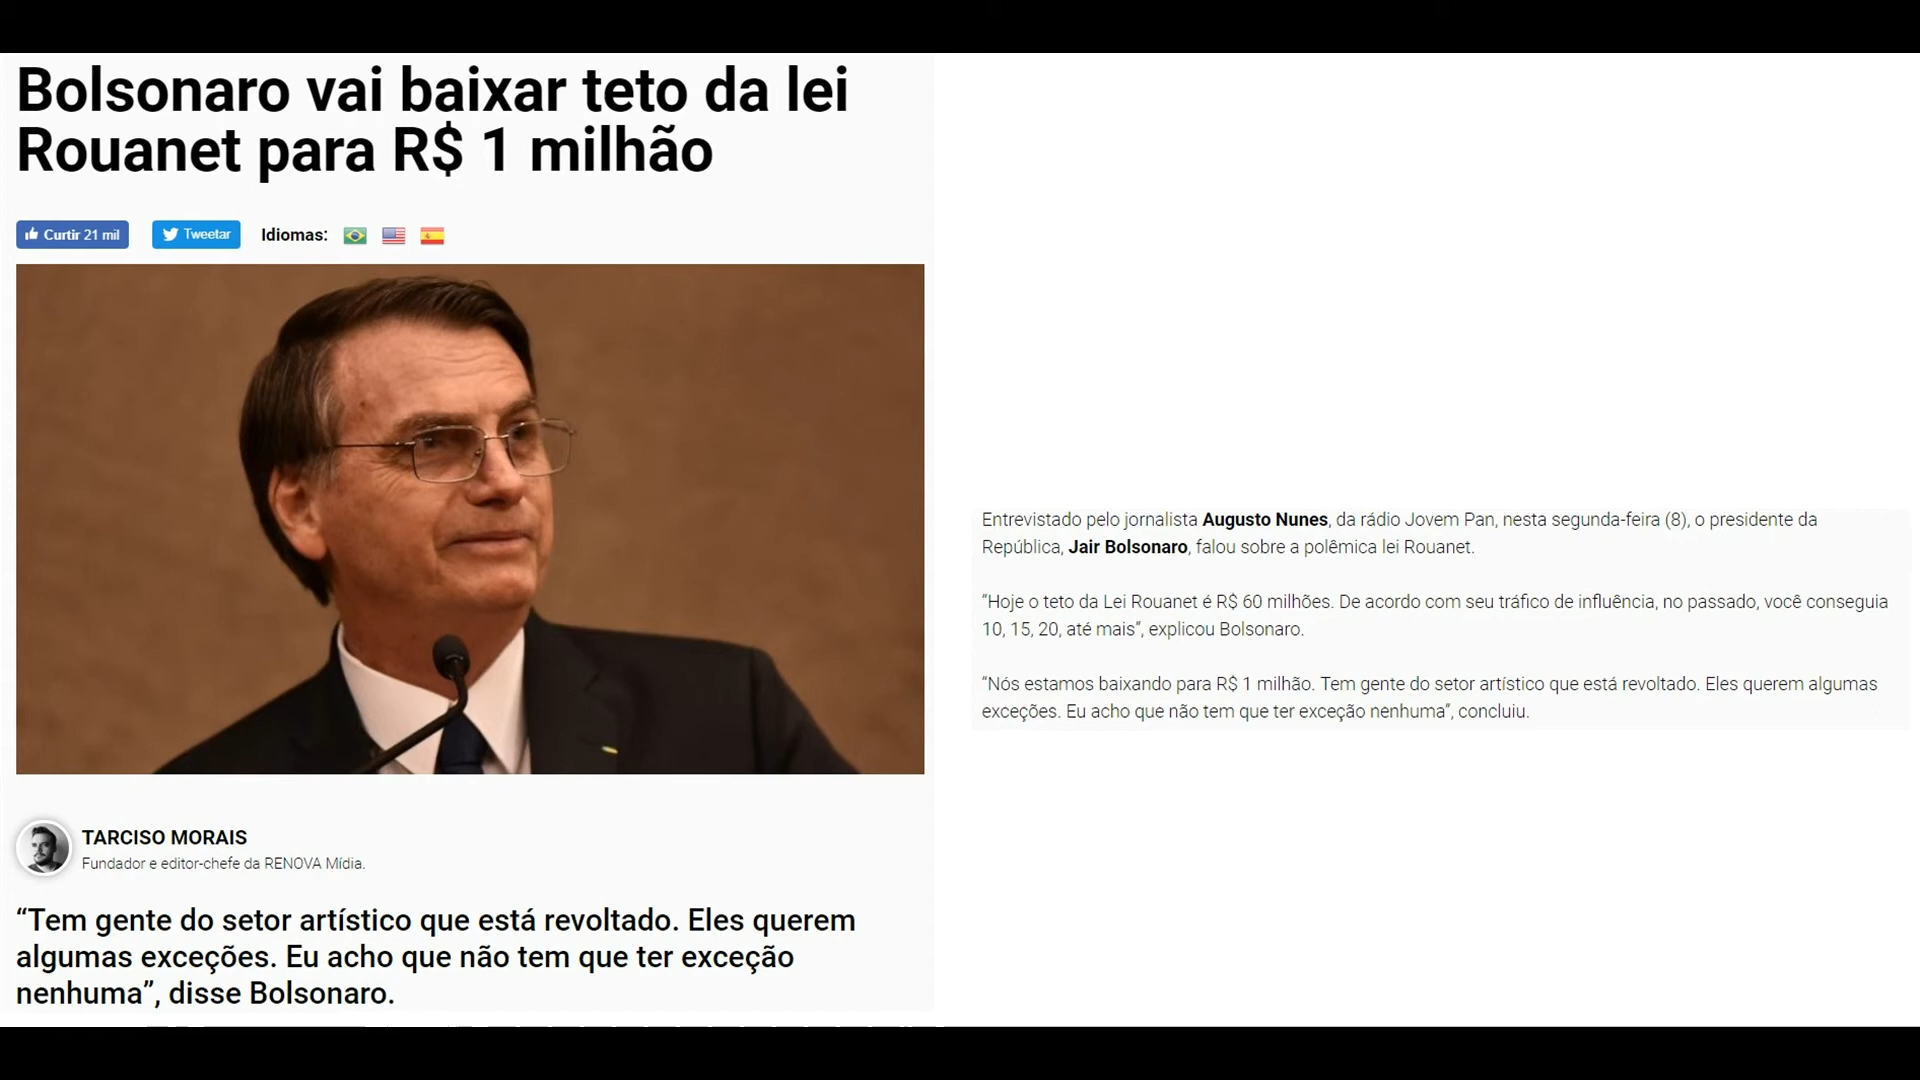 Bolsonaro vai baixar teto da lei
Rouanet para R$ 1 milhão
Curtir 21 mil
Tweetar
Idiomas:
TARCISO MORAIS
Fundador e editor-chefe da RENOVA Mídia.
“Tem gente do setor artístico que está revoltado. Eles querem
algumas exceções. Eu acho que não tem que ter exceção
nenhuma”, disse Bolsonaro.
Entrevistado pelo jornalista Augusto Nunes, da rádio Jovem Pan, nesta segunda-feira (8), o presidente da
República, Jair Bolsonaro, falou sobre a polêmica lei Rouanet.
“Hoje o teto da Lei Rouanet é R$ 60 milhões. De acordo com seu tráfico de influência, no passado, você conseguia
10, 15, 20, até mais”, explicou Bolsonaro.
“Nós estamos baixando para R$ 1 milhão. Tem gente do setor artístico que está revoltado. Eles querem algumas
exceções. Eu acho que não tem que ter exceção nenhuma”, concluiu.